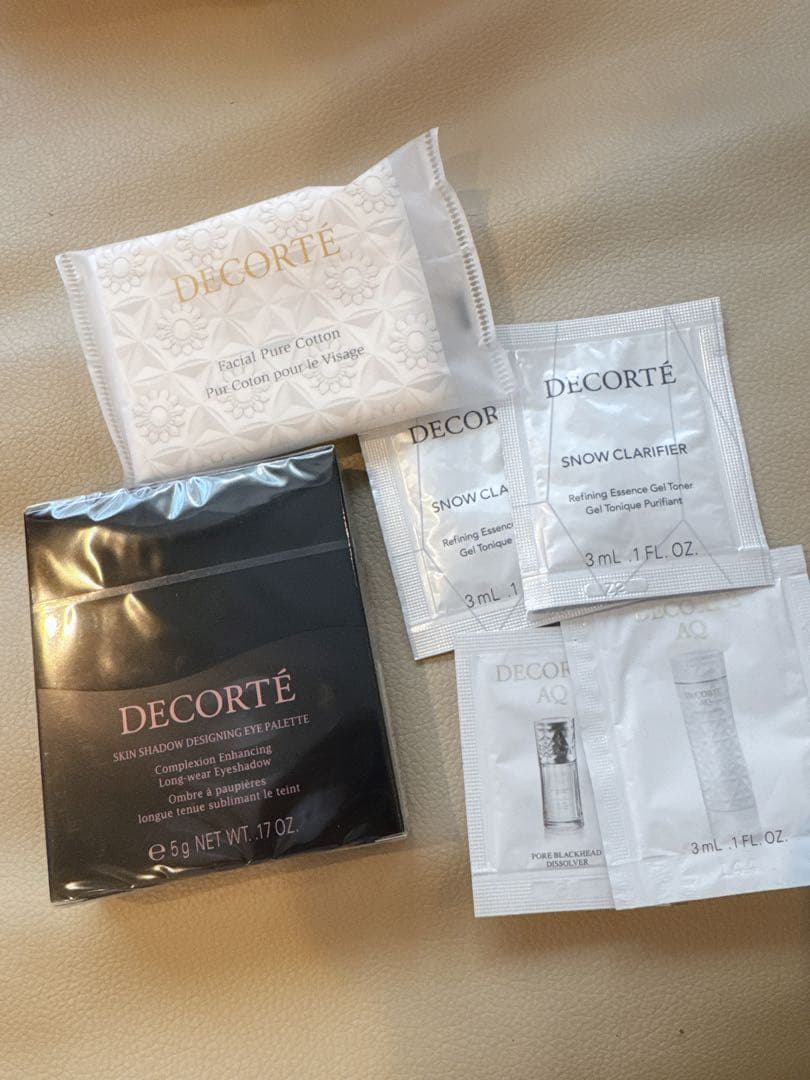 DECORTÉ
Facial Pure Cotton
Pur Coton pour le Visage
DECORTÉ
SNOW CLARIFIER
Refining Essence Gel Toner
Gel Tonique Purifiant
3 mL .1 FL. OZ.
DECOR
SNOW CLA
Refining Essenc
Gel Tonique
3 mL .1
DECORTÉ
SKIN SHADOW DESIGNING EYE PALETTE
Complexion Enhancing
Long-wear Eyeshadow
Ombre à paupières
longue tenue sublimant le teint
e 5g NET WT. .17 OZ.
DECOR
AQ
PORE BLACKHEAD
DISSOLVER
DECORTÉ
AQ
DECORTÉ
3 mL .1 FL. OZ.